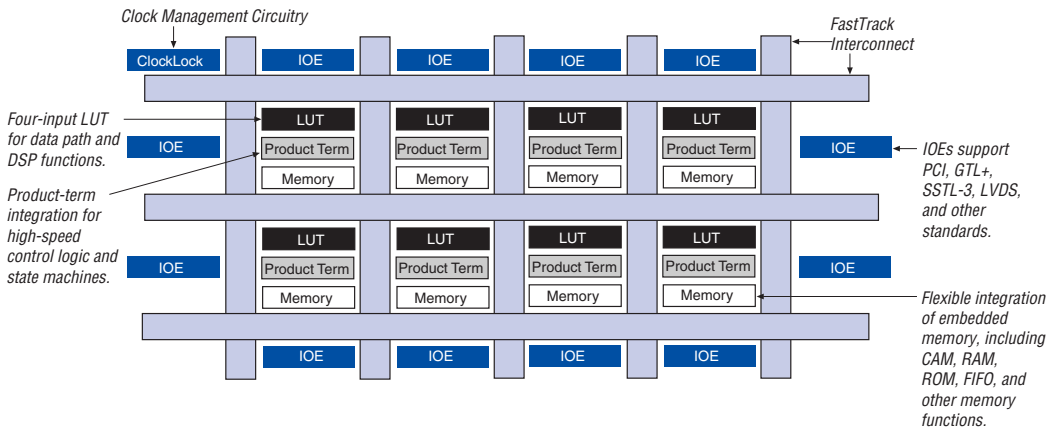 Clock Management Circuitry
FastTrack
Interconnect
ClockLock
IOE
IOE
IOE
IOE
Four-input LUT
for data path and
DSP functions.
LUT
LUT
LUT
LUT
IOE
Product Term
Product Term
Product Term
Product Term
IOE
IOEs support
PCI, GTL+,
SSTL-3, LVDS,
and other
standards.
Memory
Memory
Memory
Memory
Product-term
integration for
high-speed
control logic and
state machines.
LUT
LUT
LUT
LUT
IOE
Product Term
Product Term
Product Term
Product Term
IOE
Memory
Memory
Memory
Memory
Flexible integration
of embedded
memory, including
CAM, RAM,
ROM, FIFO, and
other memory
functions.
IOE
IOE
IOE
IOE